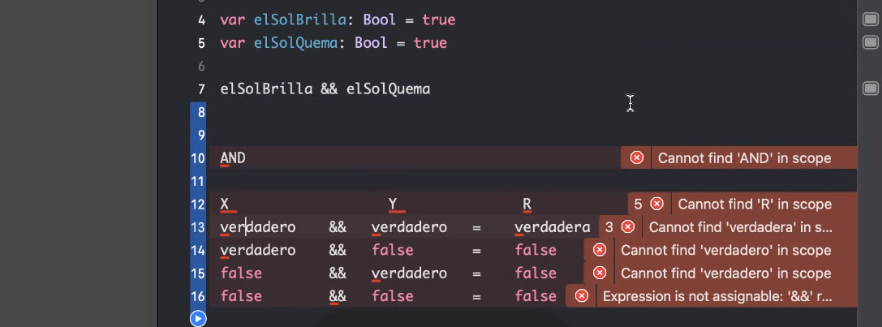 4 var elSolBrilla: Bool = true
5 var elSolQuema: Bool = true
6
7 elSolBrilla && elSolQuema
8
9
10 AND Cannot find 'AND' in scope
11
12 X Y R 5 Cannot find 'R' in scope
13 verdadero && verdadero = verdadera 3 Cannot find 'verdadera' in s...
14 verdadero && false = false Cannot find 'verdadero' in scope
15 false && verdadero = false Cannot find 'verdadero' in scope
16 false && false = false Expression is not assignable: '&&' r...